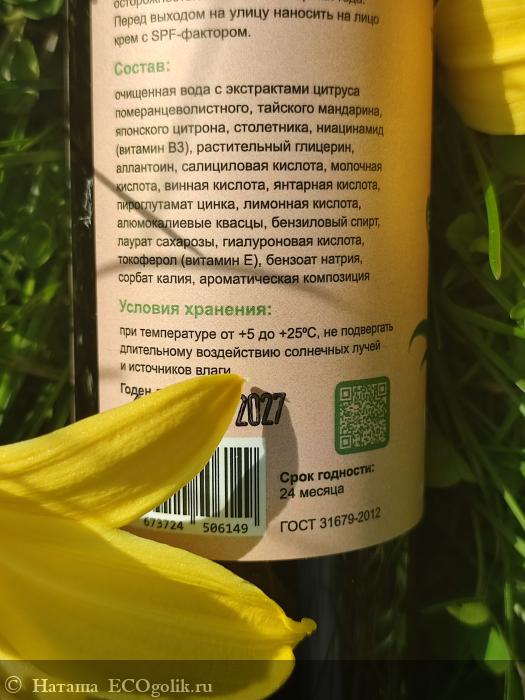 Перед выходом на улицу наносить на лицо
крем с SPF-фактором.
Состав:
очищенная вода с экстрактами цитруса
померанцеволистного, тайского мандарина,
японского цитрона, столетника, ниацинамид
(витамин В3), растительный глицерин,
аллантоин, салициловая кислота, молочная
кислота, винная кислота, янтарная кислота,
пироглутамат цинка, лимонная кислота,
алюмокалиевые квасцы, бензиловый спирт,
лаурат сахарозы, гиалуроновая кислота,
токоферол (витамин Е), бензоат натрия,
сорбат калия, ароматическая композиция
Условия хранения:
при температуре от +5 до +25ºС, не подвергать
длительному воздействию солнечных лучей
и источников влаги
Годен
2027
Срок годности:
24 месяца
673724 506149
ГОСТ 31679-2012
© Наташа ECOgolik.ru